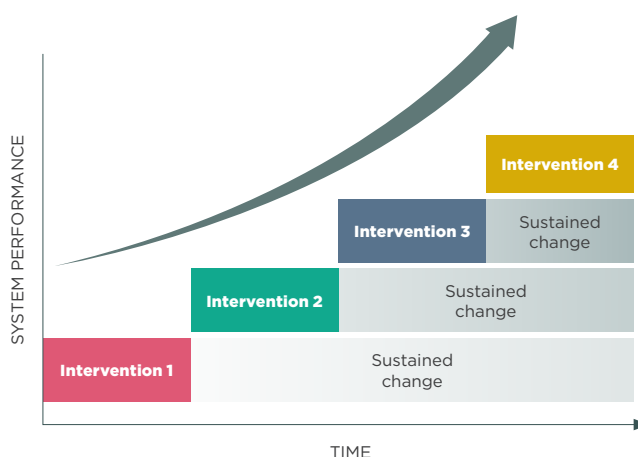 SYSTEM PERFORMANCE
Intervention 4
Intervention 3
Sustained
change
Intervention 2
Sustained
change
Intervention 1
Sustained
change
TIME